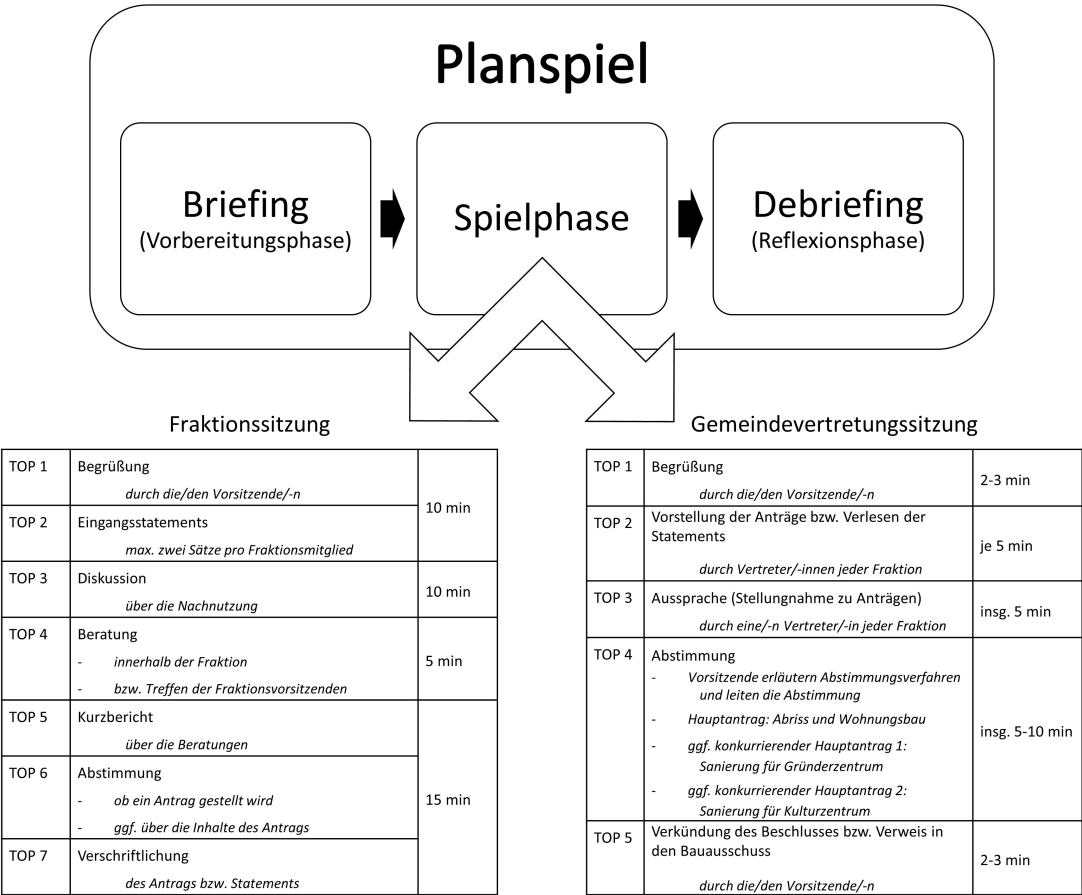 Planspiel
Briefing
(Vorbereitungsphase)
Spielphase
Debriefing
(Reflexionsphase)
Fraktionssitzung
TOP 1 Begrüßung
durch die/den Vorsitzende/-n
10 min
TOP 2 Eingangsstatements
max. zwei Sätze pro Fraktionsmitglied
TOP 3 Diskussion
10 min
über die Nachnutzung
TOP 4 Beratung
- innerhalb der Fraktion
5 min
- bzw. Treffen der Fraktionsvorsitzenden
TOP 5 Kurzbericht
über die Beratungen
TOP 6 Abstimmung
- ob ein Antrag gestellt wird
15 min
- ggf. über die Inhalte des Antrags
TOP 7 Verschriftlichung
des Antrags bzw. Statements
Gemeindevertretungssitzung
TOP 1 Begrüßung
2-3 min
durch die/den Vorsitzende/-n
TOP 2 Vorstellung der Anträge bzw. Verlesen der
Statements
je 5 min
durch Vertreter/-innen jeder Fraktion
TOP 3 Aussprache (Stellungnahme zu Anträgen)
insg. 5 min
durch eine/-n Vertreter/-in jeder Fraktion
TOP 4 Abstimmung
- Vorsitzende erläutern Abstimmungsverfahren
und leiten die Abstimmung
- Hauptantrag: Abriss und Wohnungsbau
insg. 5-10 min
- ggf. konkurrierender Hauptantrag 1:
Sanierung für Gründerzentrum
- ggf. konkurrierender Hauptantrag 2:
Sanierung für Kulturzentrum
TOP 5 Verkündung des Beschlusses bzw. Verweis in
den Bauausschuss
2-3 min
durch die/den Vorsitzende/-n